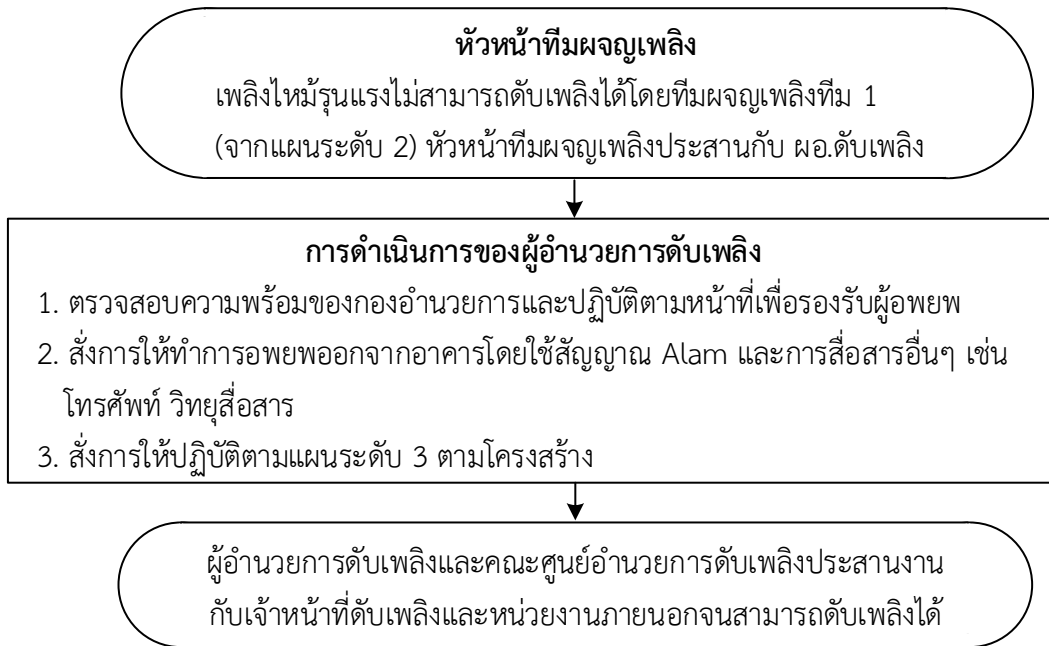 หัวหน้าทีมผจญเพลิง
เพลิงไหม้รุนแรงไม่สามารถดับเพลิงได้โดยทีมผจญเพลิงทีม 1
(จากแผนระดับ 2) หัวหน้าทีมผจญเพลิงประสานกับ ผอ.ดับเพลิง
การดำเนินการของผู้อำนวยการดับเพลิง
1. ตรวจสอบความพร้อมของกองอำนวยการและปฏิบัติตามหน้าที่เพื่อรองรับผู้อพยพ
2. สั่งการให้ทำการอพยพออกจากอาคารโดยใช้สัญญาณ Alam และการสื่อสารอื่นๆ เช่น
โทรศัพท์ วิทยุสื่อสาร
3. สั่งการให้ปฏิบัติตามแผนระดับ 3 ตามโครงสร้าง
ผู้อำนวยการดับเพลิงและคณะศูนย์อำนวยการดับเพลิงประสานงาน
กับเจ้าหน้าที่ดับเพลิงและหน่วยงานภายนอกจนสามารถดับเพลิงได้